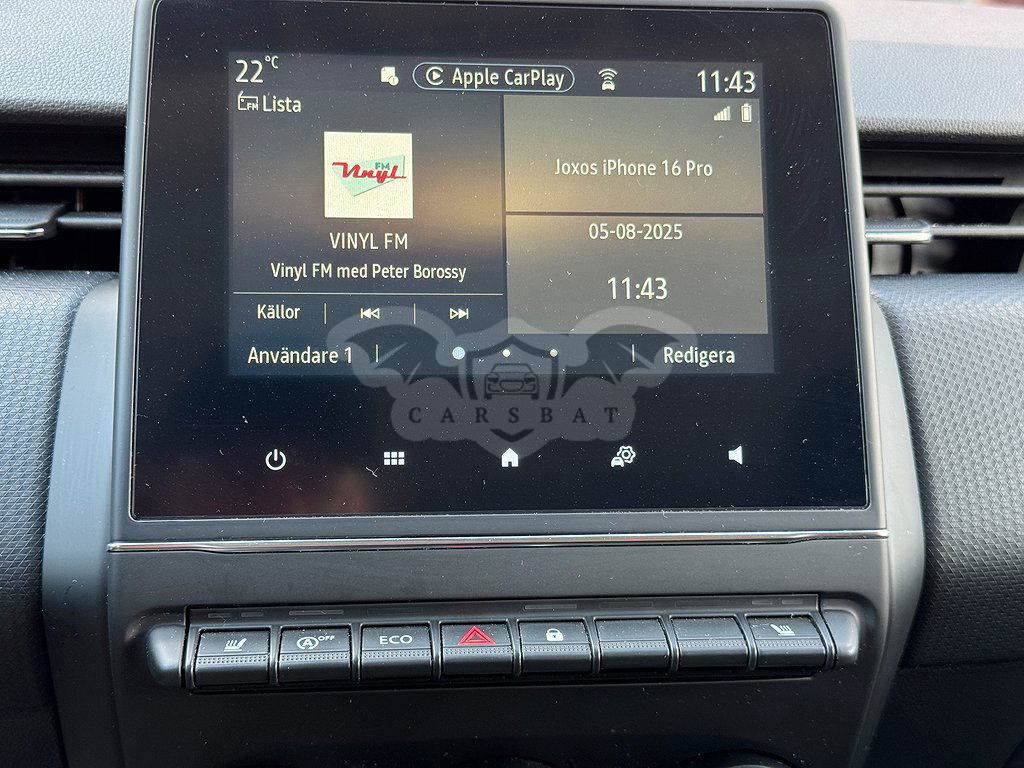 22°C
Apple CarPlay
11:43
FM Lista
FM
Vinyl
VINYL FM
Vinyl FM med Peter Borossy
Källor
Joxos iPhone 16 Pro
05-08-2025
11:43
Användare 1
Redigera
CARSBAT
A OFF
ECO